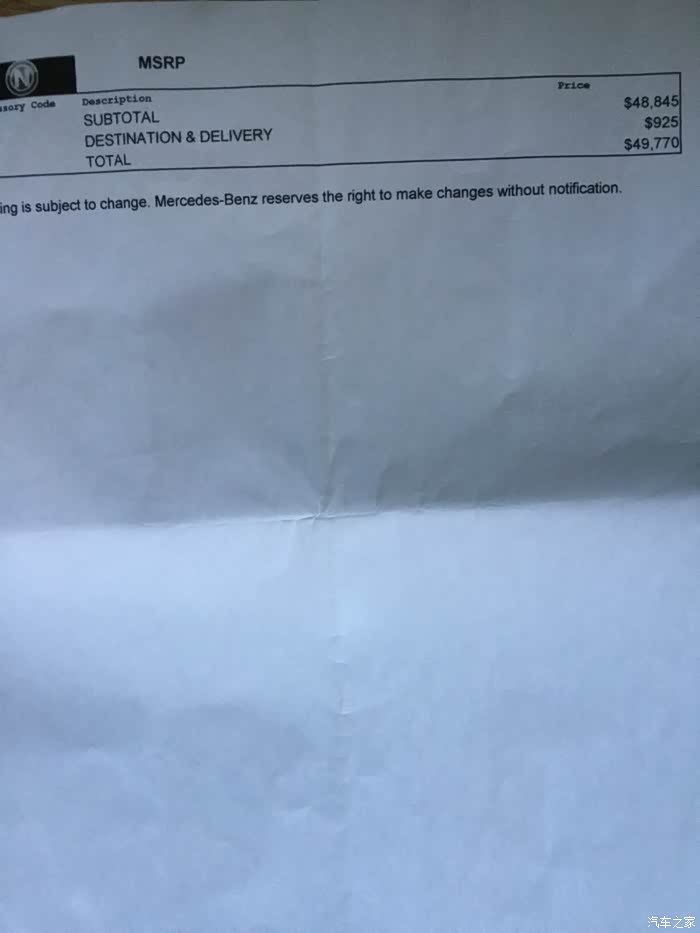 N
MSRP
ssory Code Description Price
SUBTOTAL $48,845
DESTINATION & DELIVERY $925
TOTAL $49,770
ing is subject to change. Mercedes-Benz reserves the right to make changes without notification.
汽车之家